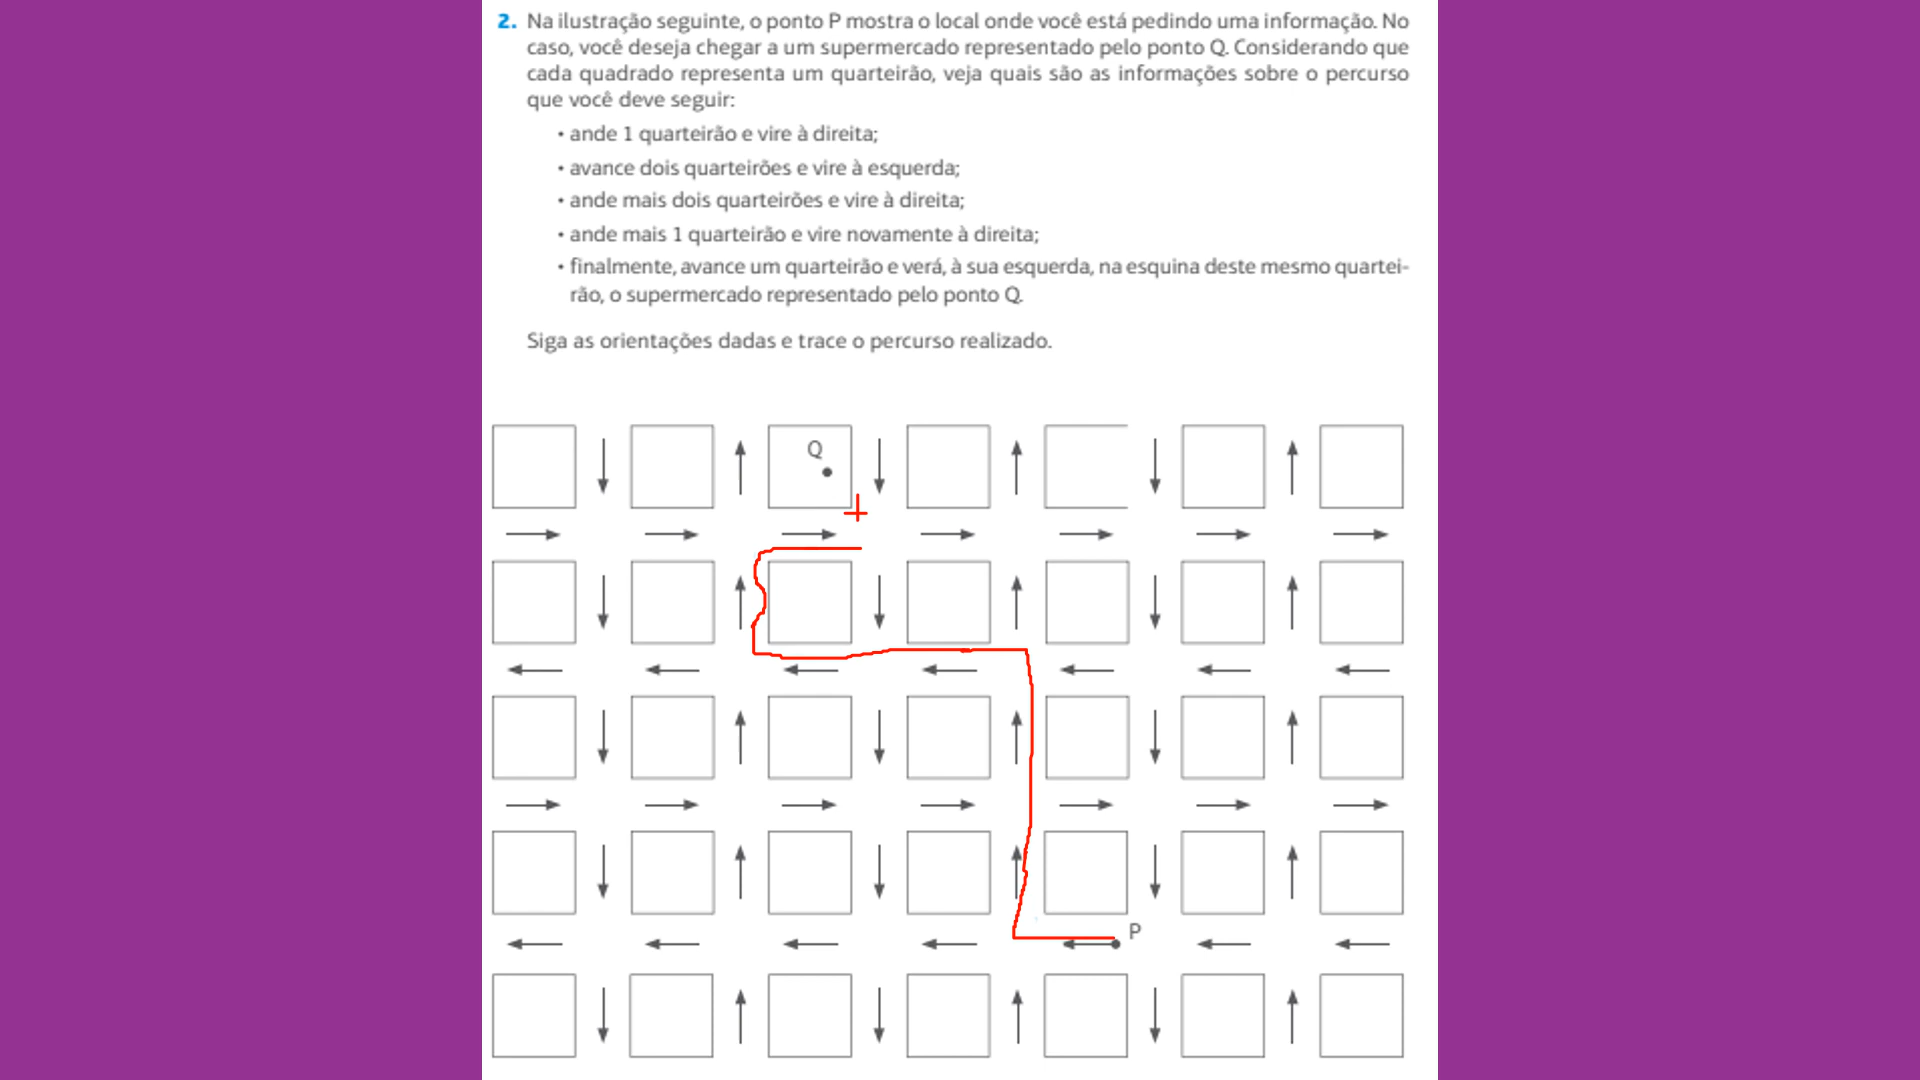 2. Na ilustração seguinte, o ponto P mostra o local onde você está pedindo uma informação. No
caso, você deseja chegar a um supermercado representado pelo ponto Q. Considerando que
cada quadrado representa um quarteirão, veja quais são as informações sobre o percurso
que você deve seguir:
• ande 1 quarteirão e vire à direita;
• avance dois quarteirões e vire à esquerda;
• ande mais dois quarteirões e vire à direita;
• ande mais 1 quarteirão e vire novamente à direita;
• finalmente, avance um quarteirão e verá, à sua esquerda, na esquina deste mesmo quartei-
rão, o supermercado representado pelo ponto Q.
Siga as orientações dadas e trace o percurso realizado.
Q
P